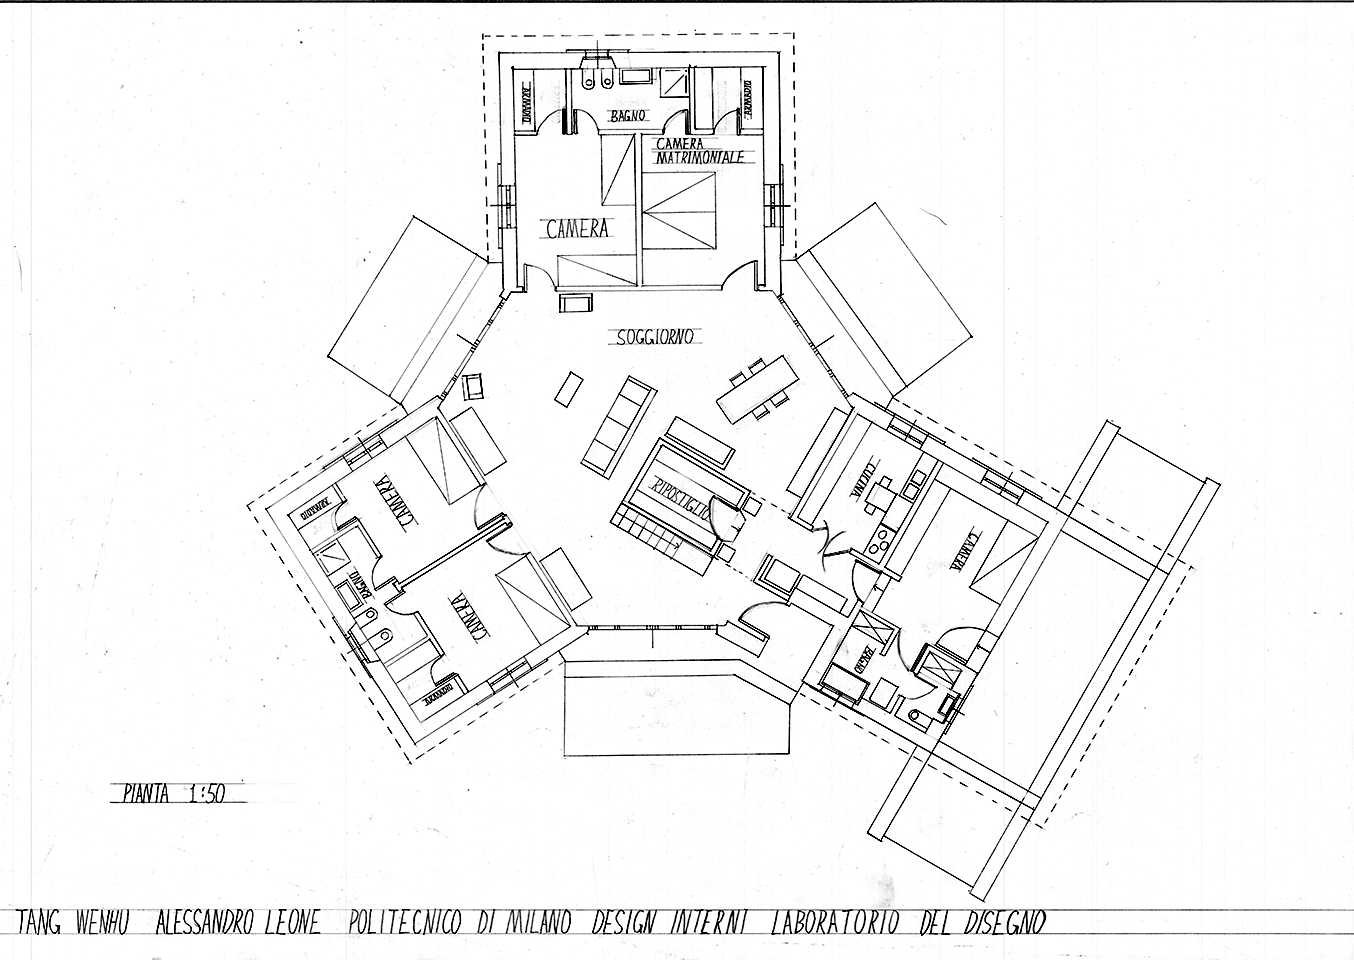 ARMADIO
BAGNO
ARMADIO
CAMERA
MATRIMONIALE
CAMERA
SOGGIORNO
CUCINA
RIPOSTIGLIO
CAMERA
ARMADIO
CAMERA
BAGNO
CAMERA
ARMADIO
BAGNO
PIANTA 1:50
TANG WENHU ALESSANDRO LEONE POLITECNICO DI MILANO DESIGN INTERNI LABORATORIO DEL DISEGNO